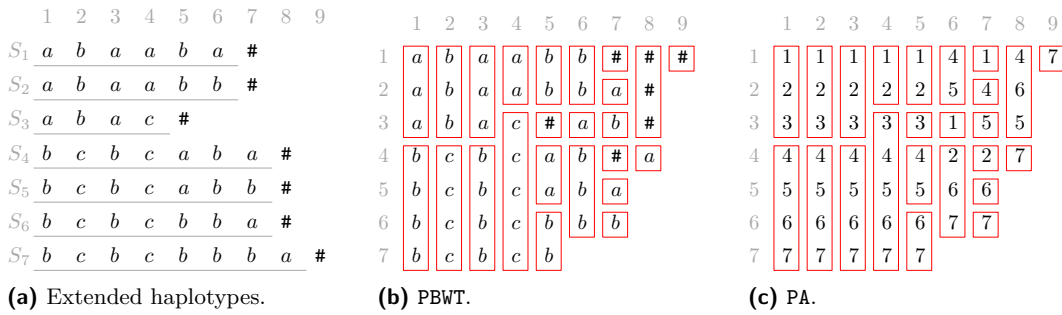 1 2 3 4 5 6 7 8 9
S1 a b a a b a #
S2 a b a a b b #
S3 a b a c #
S4 b c b c a b a #
S5 b c b c a b b #
S6 b c b c b b a #
S7 b c b c b b b a #
(a) Extended haplotypes.
1 2 3 4 5 6 7 8 9
1 a b a a b b # # #
2 a b a a b b a #
3 a b a c # a b #
4 b c b c a b # a
5 b c b c a b a
6 b c b c b b b
7 b c b c b
(b) PBWT.
1 2 3 4 5 6 7 8 9
1 1 1 1 1 1 4 1 4 7
2 2 2 2 2 2 5 4 6
3 3 3 3 3 3 1 5 5
4 4 4 4 4 4 2 2 7
5 5 5 5 5 5 6 6
6 6 6 6 6 6 7 7
7 7 7 7 7 7
(c) PA.